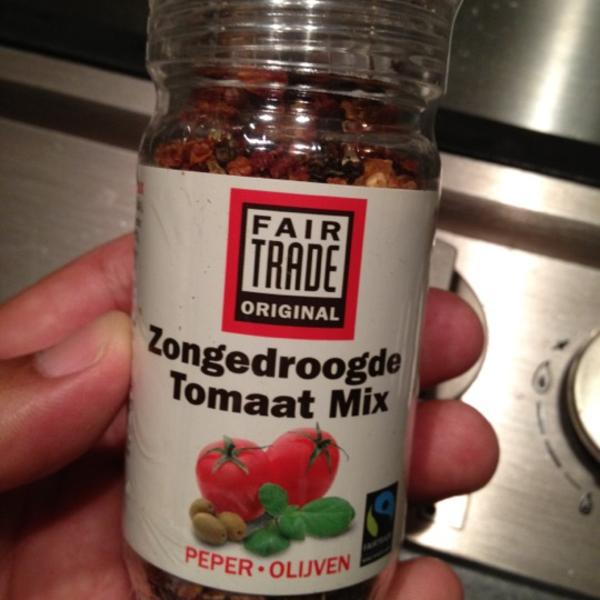 FAIR
TRADE
ORIGINAL
Zongedroogde
Tomaat Mix
PEPER • OLIJVEN